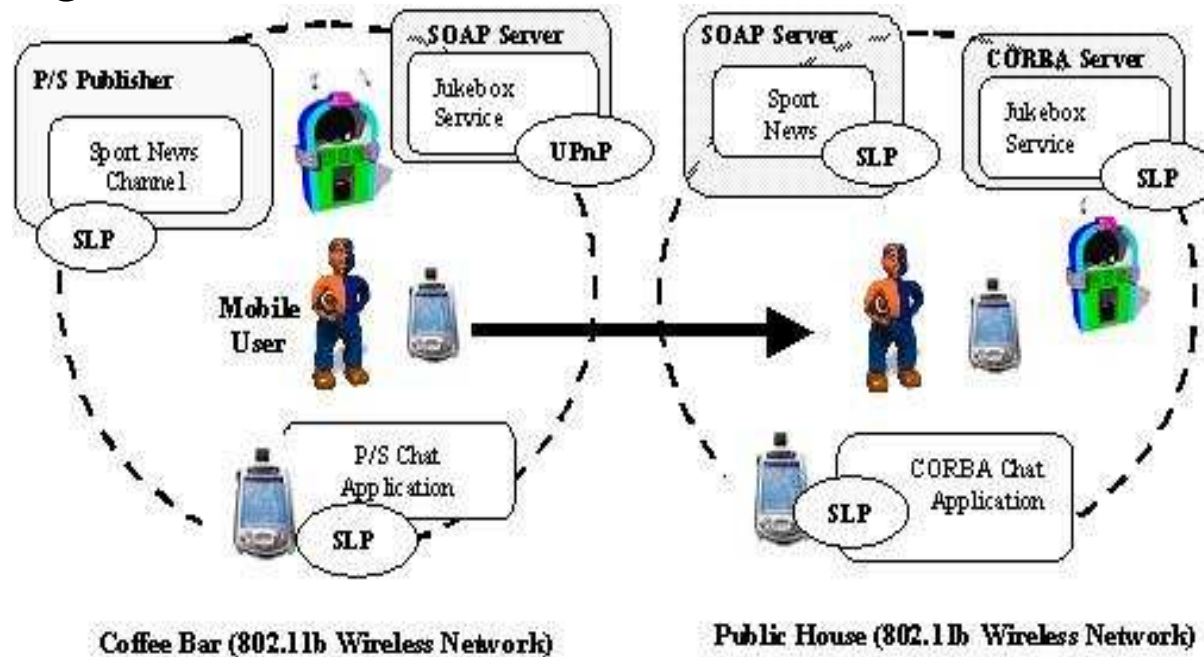 P/S Publisher
Sport News
Channel
SLP
SOAP Server
Jukebox
Service
UPnP
Mobile
User
P/S Chat
Application
SLP
Coffee Bar (802.11b Wireless Network)
SOAP Server
Sport
News
SLP
CORBA Server
Jukebox
Service
SLP
CORBA Chat
Application
SLP
Public House (802.11b Wireless Network)